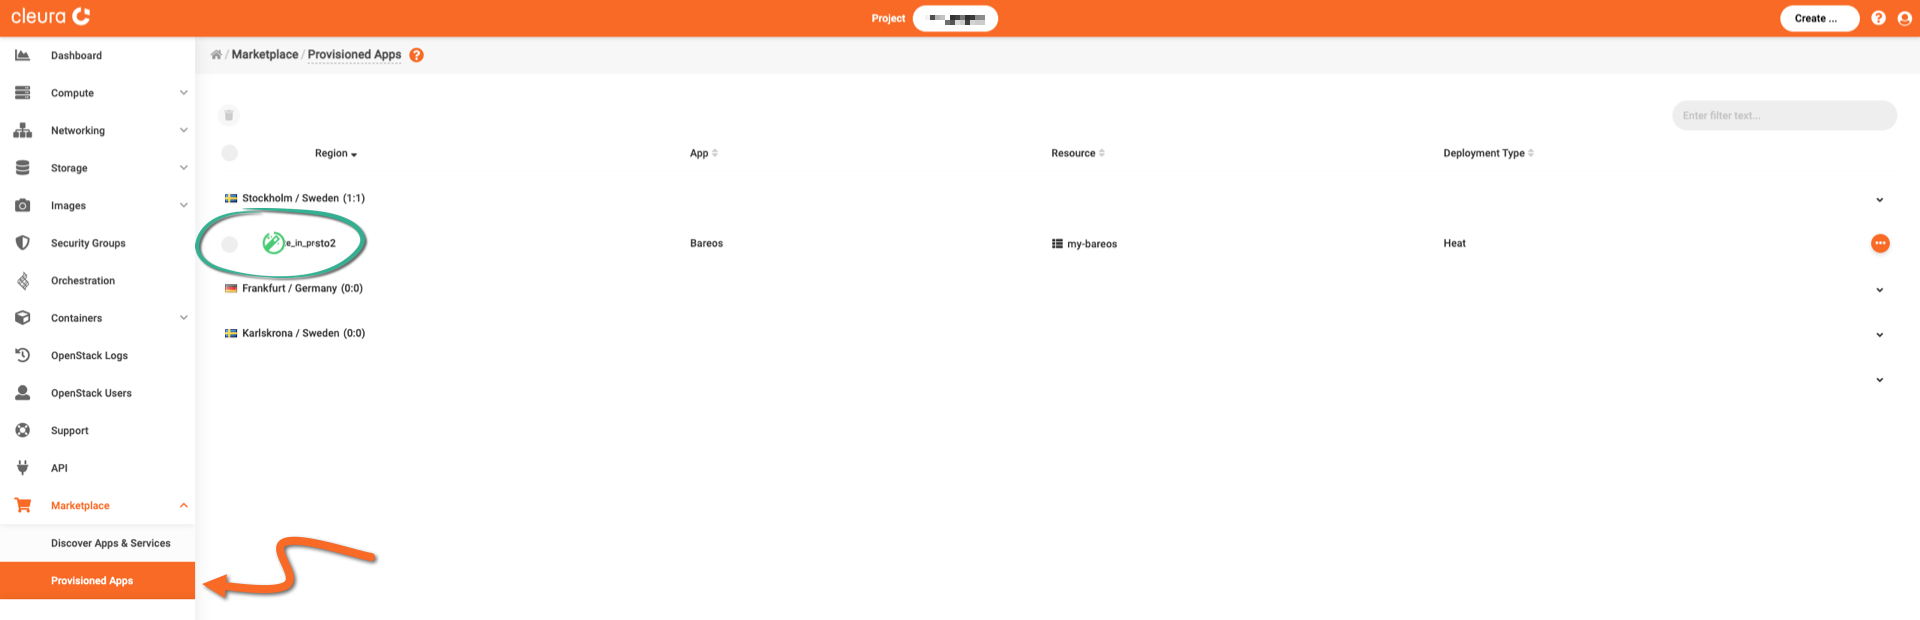 cleura
Project
Create ...
Dashboard
Compute
Networking
Storage
Images
Security Groups
Orchestration
Containers
OpenStack Logs
OpenStack Users
Support
API
Marketplace
Discover Apps & Services
Provisioned Apps
/ Marketplace / Provisioned Apps ?
Enter filter text...
Region App Resource Deployment Type
Stockholm / Sweden (1:1)
e_in_prsto2 Bareos my-bareos Heat
Frankfurt / Germany (0:0)
Karlskrona / Sweden (0:0)